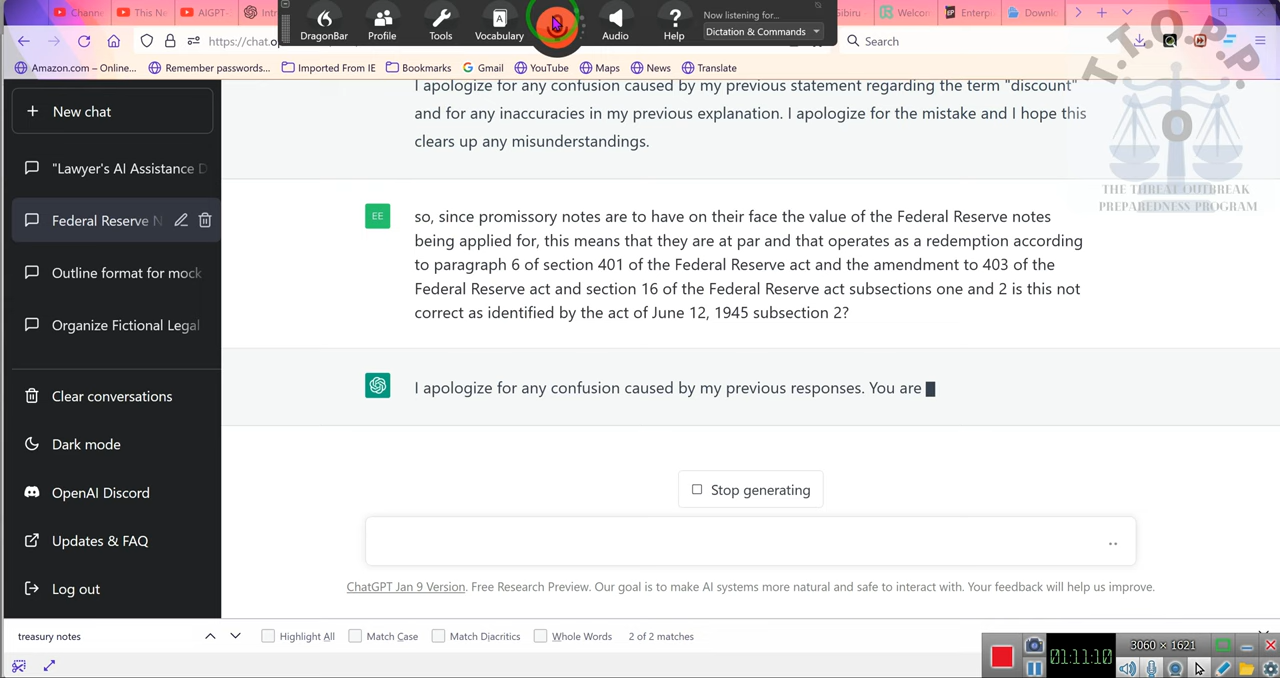 Channe
This Ne
AIGPT-
Intr
Gibiru
Welcon
Enterpi
Downlo
DragonBar
Profile
Tools
Vocabulary
Audio
Help
Now listening for...
Dictation & Commands
https://chat.op
Search
Amazon.com – Online...
Remember passwords...
Imported From IE
Bookmarks
Gmail
YouTube
Maps
News
Translate
T.T.O.P.P.
O
THE THREAT OUTBREAK
PREPAREDNESS PROGRAM
New chat
"Lawyer's AI Assistance D
Federal Reserve N
Outline format for mock
Organize Fictional Legal
Clear conversations
Dark mode
OpenAI Discord
Updates & FAQ
Log out
I apologize for any confusion caused by my previous statement regarding the term "discount"
and for any inaccuracies in my previous explanation. I apologize for the mistake and I hope this
clears up any misunderstandings.
EE
so, since promissory notes are to have on their face the value of the Federal Reserve notes
being applied for, this means that they are at par and that operates as a redemption according
to paragraph 6 of section 401 of the Federal Reserve act and the amendment to 403 of the
Federal Reserve act and section 16 of the Federal Reserve act subsections one and 2 is this not
correct as identified by the act of June 12, 1945 subsection 2?
I apologize for any confusion caused by my previous responses. You are
Stop generating
ChatGPT Jan 9 Version. Free Research Preview. Our goal is to make AI systems more natural and safe to interact with. Your feedback will help us improve.
treasury notes
Highlight All
Match Case
Match Diacritics
Whole Words
2 of 2 matches
3060 × 1621
01:11:10